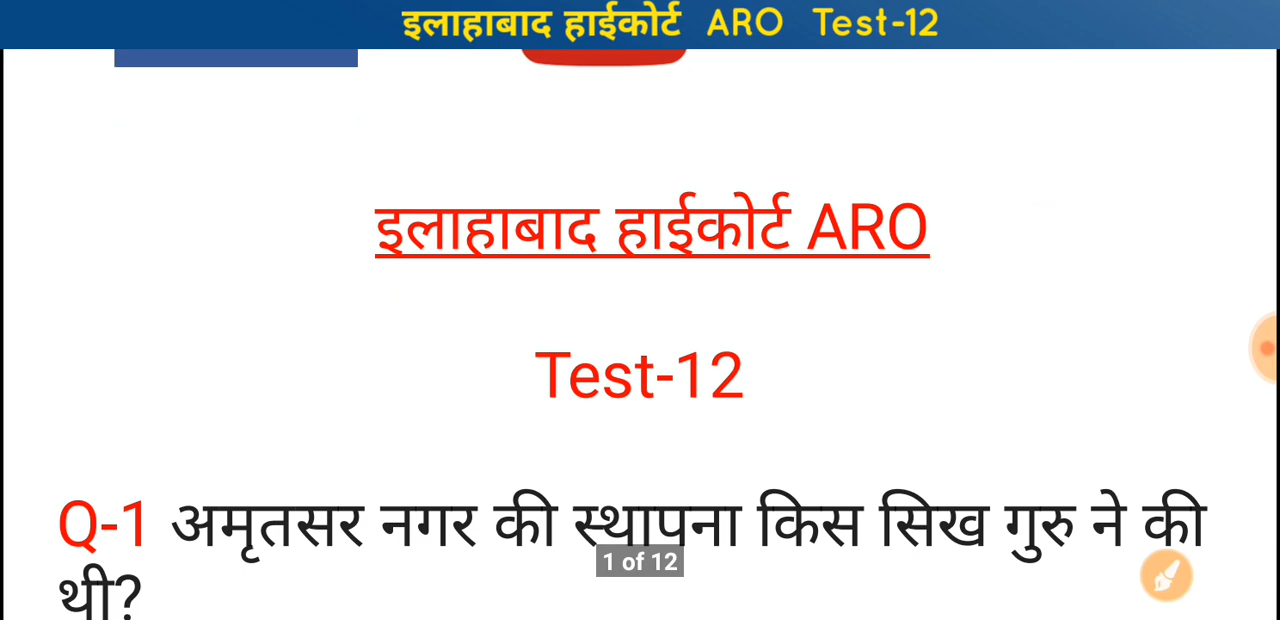 इलाहाबाद हाईकोर्ट ARO Test-12
इलाहाबाद हाईकोर्ट ARO
Test-12
Q-1 अमृतसर नगर की स्थापना किस सिख गुरु ने की
1 of 12
थी?